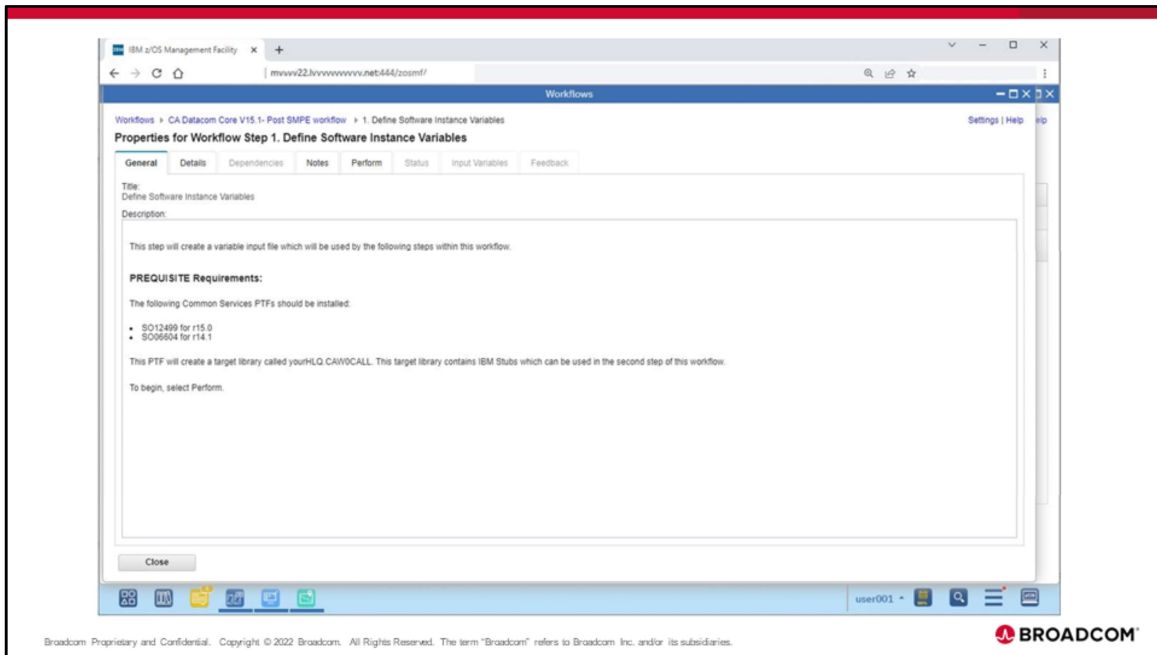 IBM z/OS Management Facility
mvvvv22.lvvvvvvvvvv.net:444/zosmf/
Workflows
Workflows CA Datacom Core V15.1- Post SMPE workflow 1. Define Software Instance Variables
Settings | Help
Properties for Workflow Step 1. Define Software Instance Variables
General Details Dependencies Notes Perform Status Input Variables Feedback
Title:
Define Software Instance Variables
Description:
This step will create a variable input file which will be used by the following steps within this workflow.
PREQUISITE Requirements:
The following Common Services PTFs should be installed:
• SO12499 for r15.0
• SO06604 for r14.1
This PTF will create a target library called yourHLQ.CAW0CALL. This target library contains IBM Stubs which can be used in the second step of this workflow.
To begin, select Perform.
Close
user001
Broadcom Proprietary and Confidential. Copyright © 2022 Broadcom. All Rights Reserved. The term "Broadcom" refers to Broadcom Inc. and/or its subsidiaries.
BROADCOM